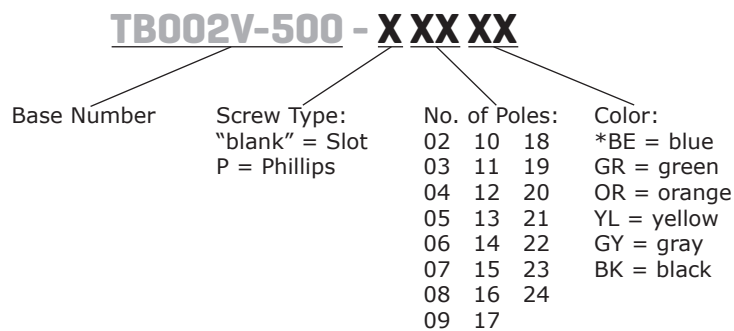 TB002V-500 - X XX XX
Base Number
Screw Type:
“blank” = Slot
P = Phillips
No. of Poles:
02 10 18
03 11 19
04 12 20
05 13 21
06 14 22
07 15 23
08 16 24
09 17
Color:
*BE = blue
GR = green
OR = orange
YL = yellow
GY = gray
BK = black